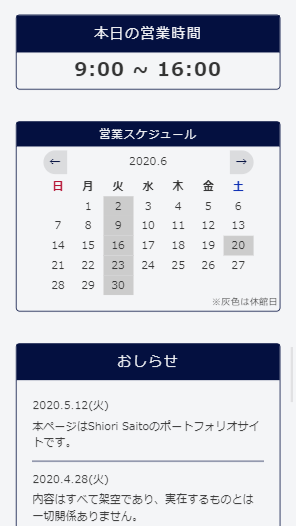 本日の営業時間
9:00 ~ 16:00
営業スケジュール
← 2020.6 →
日 月 火 水 木 金 土
1 2 3 4 5 6
7 8 9 10 11 12 13
14 15 16 17 18 19 20
21 22 23 24 25 26 27
28 29 30
※灰色は休館日
おしらせ
2020.5.12(火)
本ページはShiori Saitoのポートフォリオサイ
トです。
2020.4.28(火)
内容はすべて架空であり、実在するものとは
一切関係ありません。